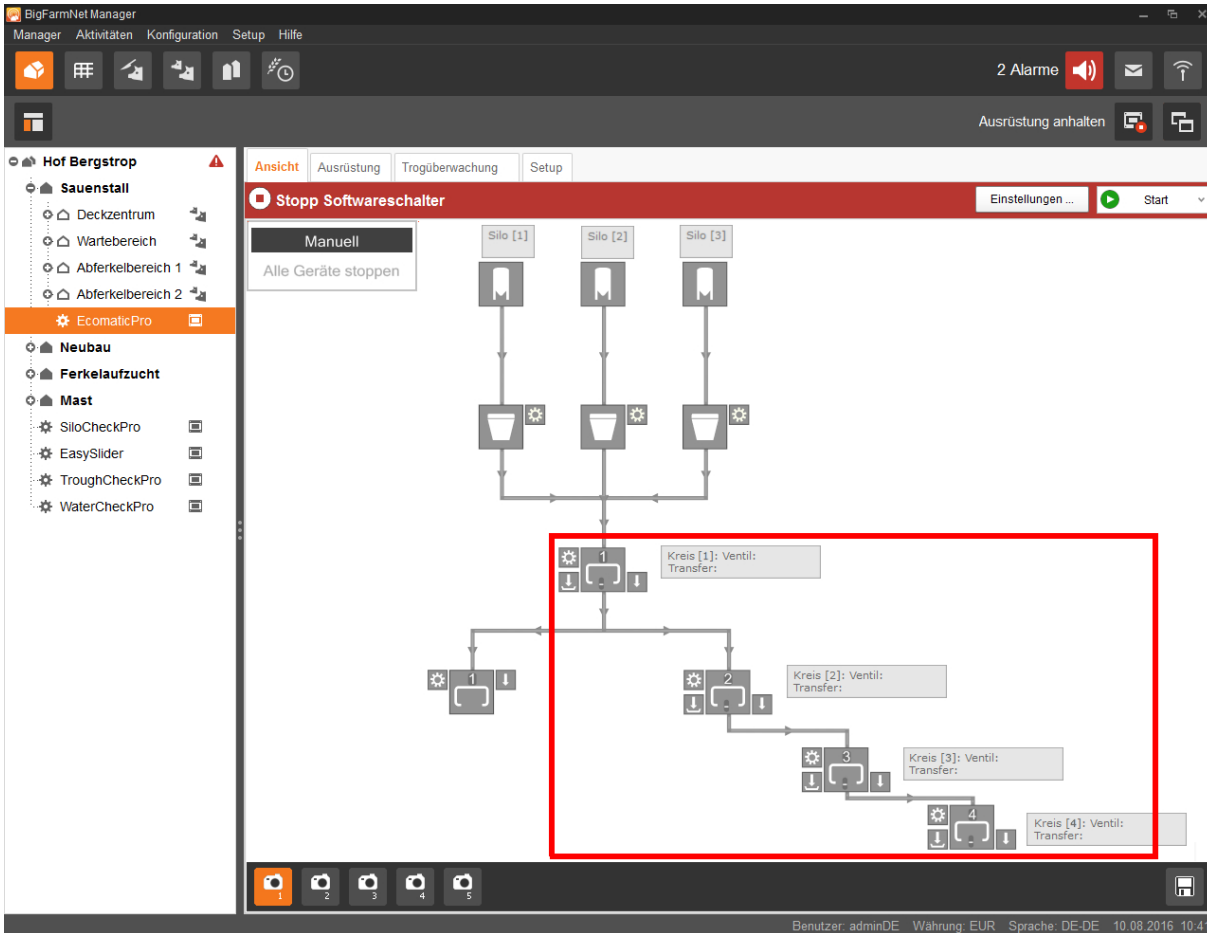 BigFarmNet Manager
Manager Aktivitäten Konfiguration Setup Hilfe
2 Alarme
Ausrüstung anhalten
Hof Bergstrop
Sauenstall
Deckzentrum
Wartebereich
Abferkelbereich 1
Abferkelbereich 2
EcomaticPro
Neubau
Ferkelaufzucht
Mast
SiloCheckPro
EasySlider
TroughCheckPro
WaterCheckPro
Ansicht Ausrüstung Trogüberwachung Setup
Stopp Softwareschalter
Einstellungen ... Start
Manuell
Alle Geräte stoppen
Silo [1] Silo [2] Silo [3]
1
Kreis [1]: Ventil:
Transfer:
1
2
Kreis [2]: Ventil:
Transfer:
3
Kreis [3]: Ventil:
Transfer:
4
Kreis [4]: Ventil:
Transfer:
1 2 3 4 5
Benutzer: adminDE Währung: EUR Sprache: DE-DE 10.08.2016 10:41